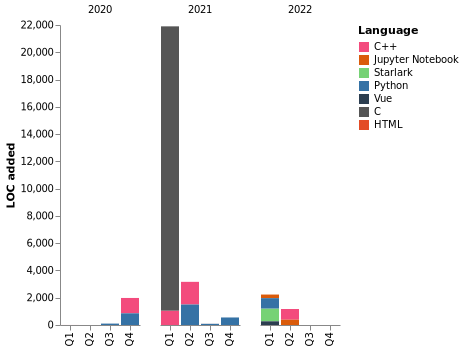 2020 2021 2022
LOC added
22,000
20,000
18,000
16,000
14,000
12,000
10,000
8,000
6,000
4,000
2,000
0
Q1 Q2 Q3 Q4 Q1 Q2 Q3 Q4 Q1 Q2 Q3 Q4
Language
C++
Jupyter Notebook
Starlark
Python
Vue
C
HTML